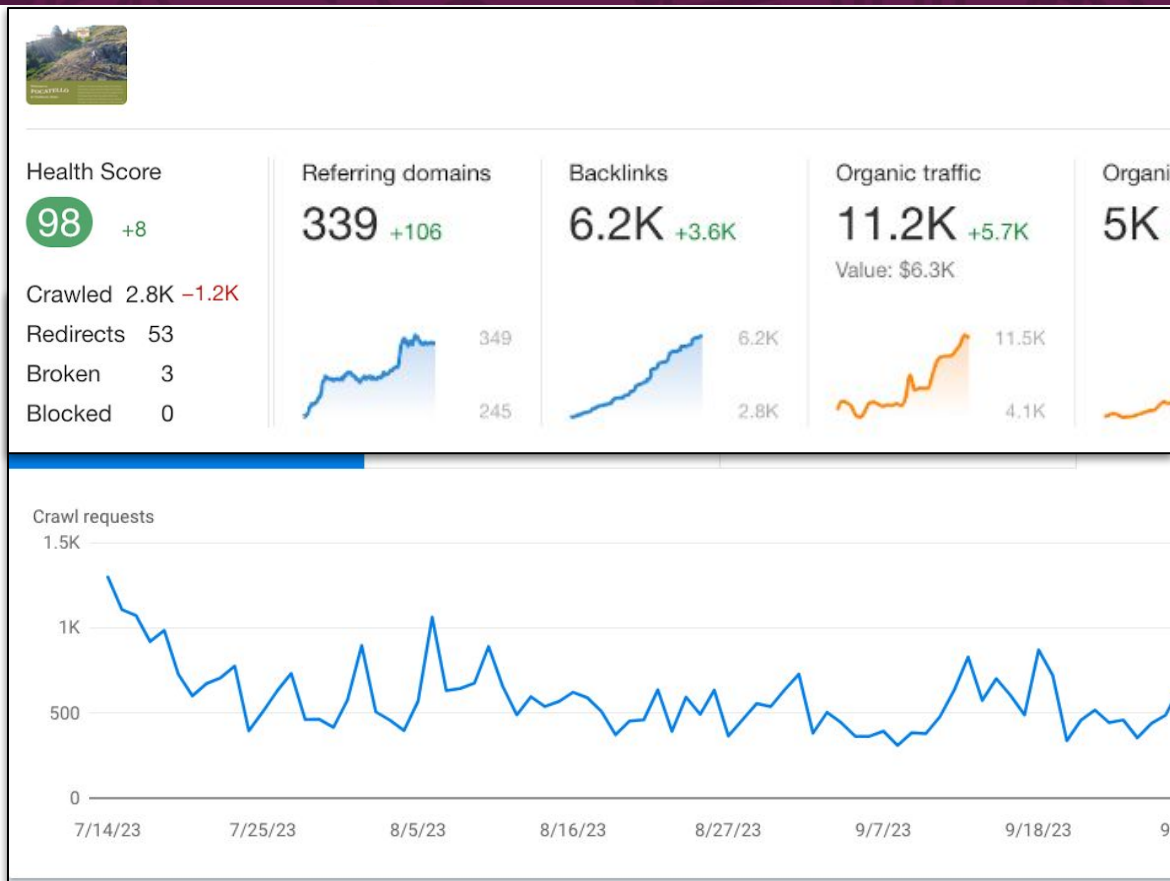 POCATELLO
Health Score
98 +8
Crawled 2.8K –1.2K
Redirects 53
Broken 3
Blocked 0
Referring domains
339 +106
349
245
Backlinks
6.2K +3.6K
6.2K
2.8K
Organic traffic
11.2K +5.7K
Value: $6.3K
11.5K
4.1K
Organi
5K
Crawl requests
1.5K
1K
500
0
7/14/23 7/25/23 8/5/23 8/16/23 8/27/23 9/7/23 9/18/23 9